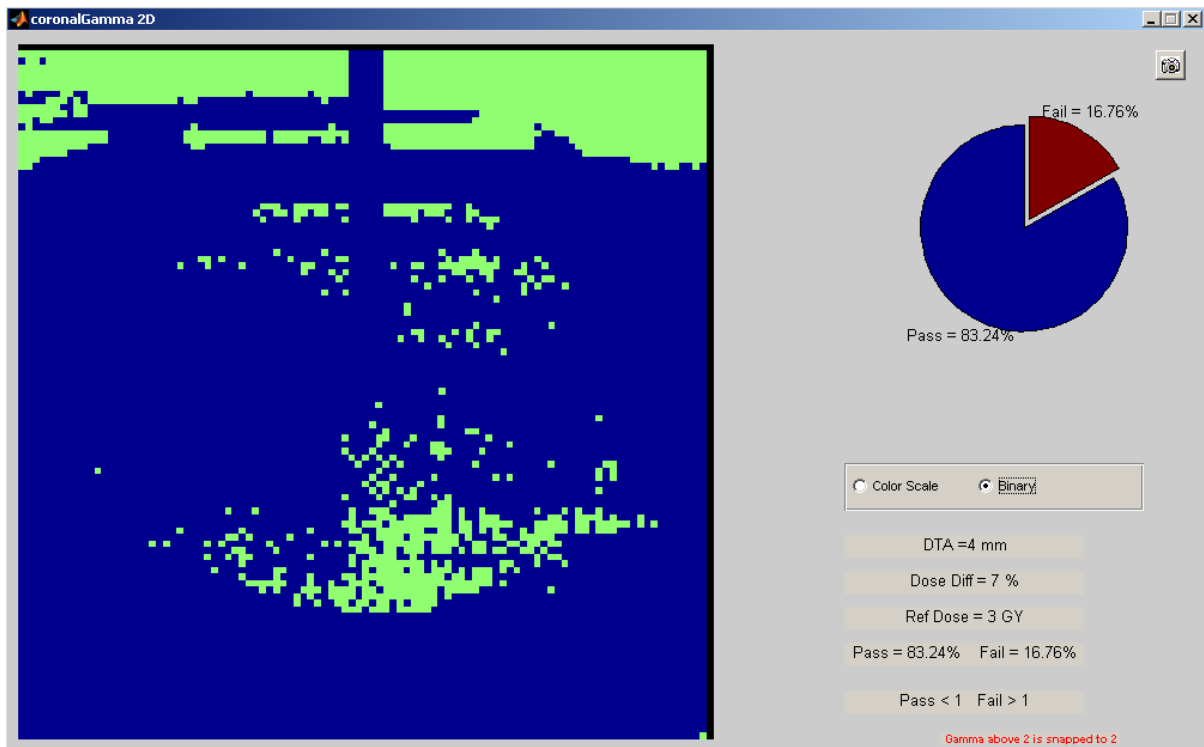 coronalGamma 2D
Fail = 16.76%
Pass = 83.24%
Color Scale Binary
DTA =4 mm
Dose Diff = 7 %
Ref Dose = 3 GY
Pass = 83.24% Fail = 16.76%
Pass < 1 Fail > 1
Gamma above 2 is snapped to 2